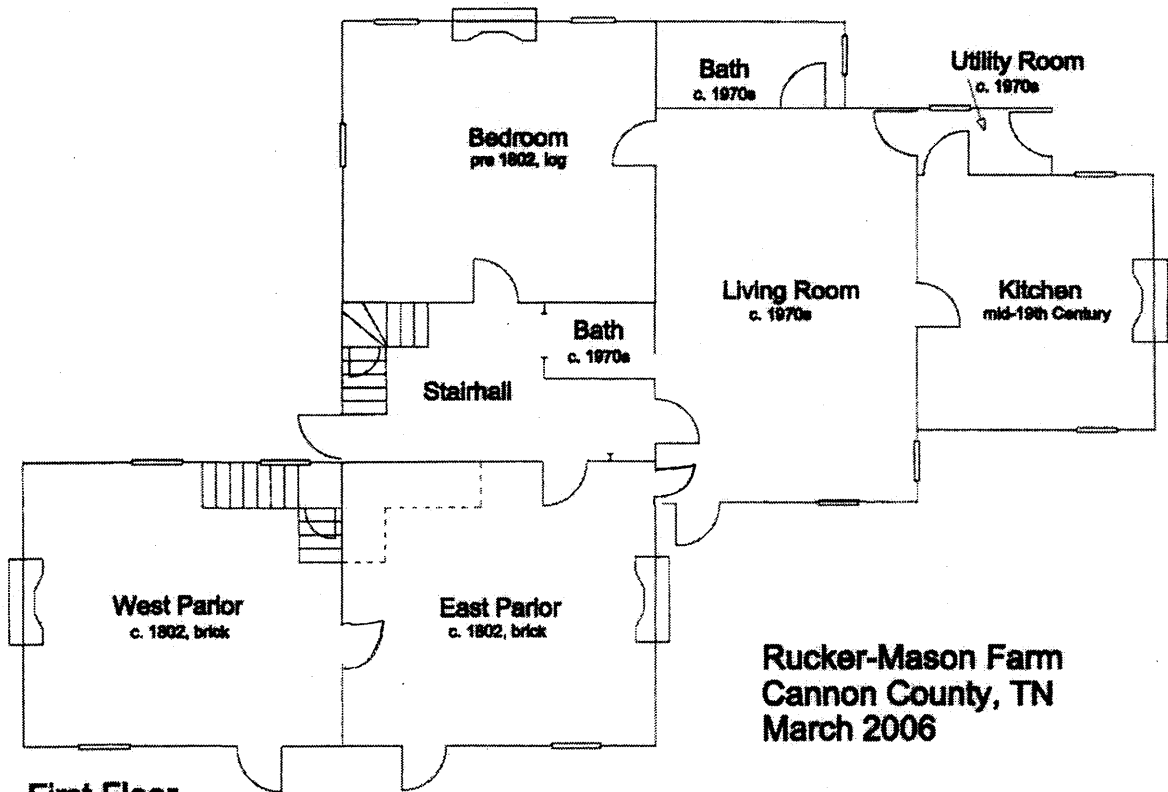 Bath
c. 1970s
Utility Room
c. 1970s
Bedroom
pre 1802, log
Living Room
c. 1970s
Kitchen
mid-19th Century
Bath
c. 1970s
Stairhall
West Parlor
c. 1802, brick
East Parlor
c. 1802, brick
Rucker-Mason Farm
Cannon County, TN
March 2006
First Floor